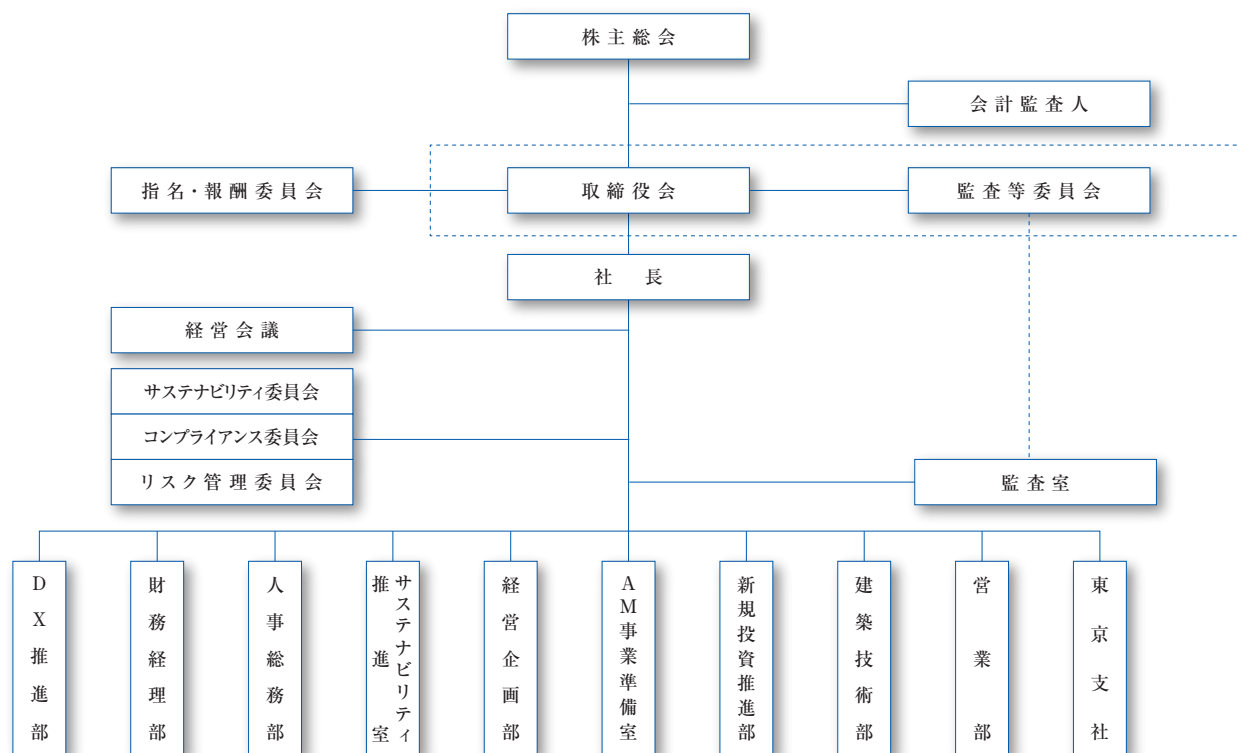 株主総会
会計監査人
指名・報酬委員会
取締役会
監査等委員会
社長
経営会議
サステナビリティ委員会
コンプライアンス委員会
リスク管理委員会
監査室
DX推進部
財務経理部
人事総務部
サステナビリティ
推進室
経営企画部
AM事業準備室
新規投資推進部
建築技術部
営業部
東京支社